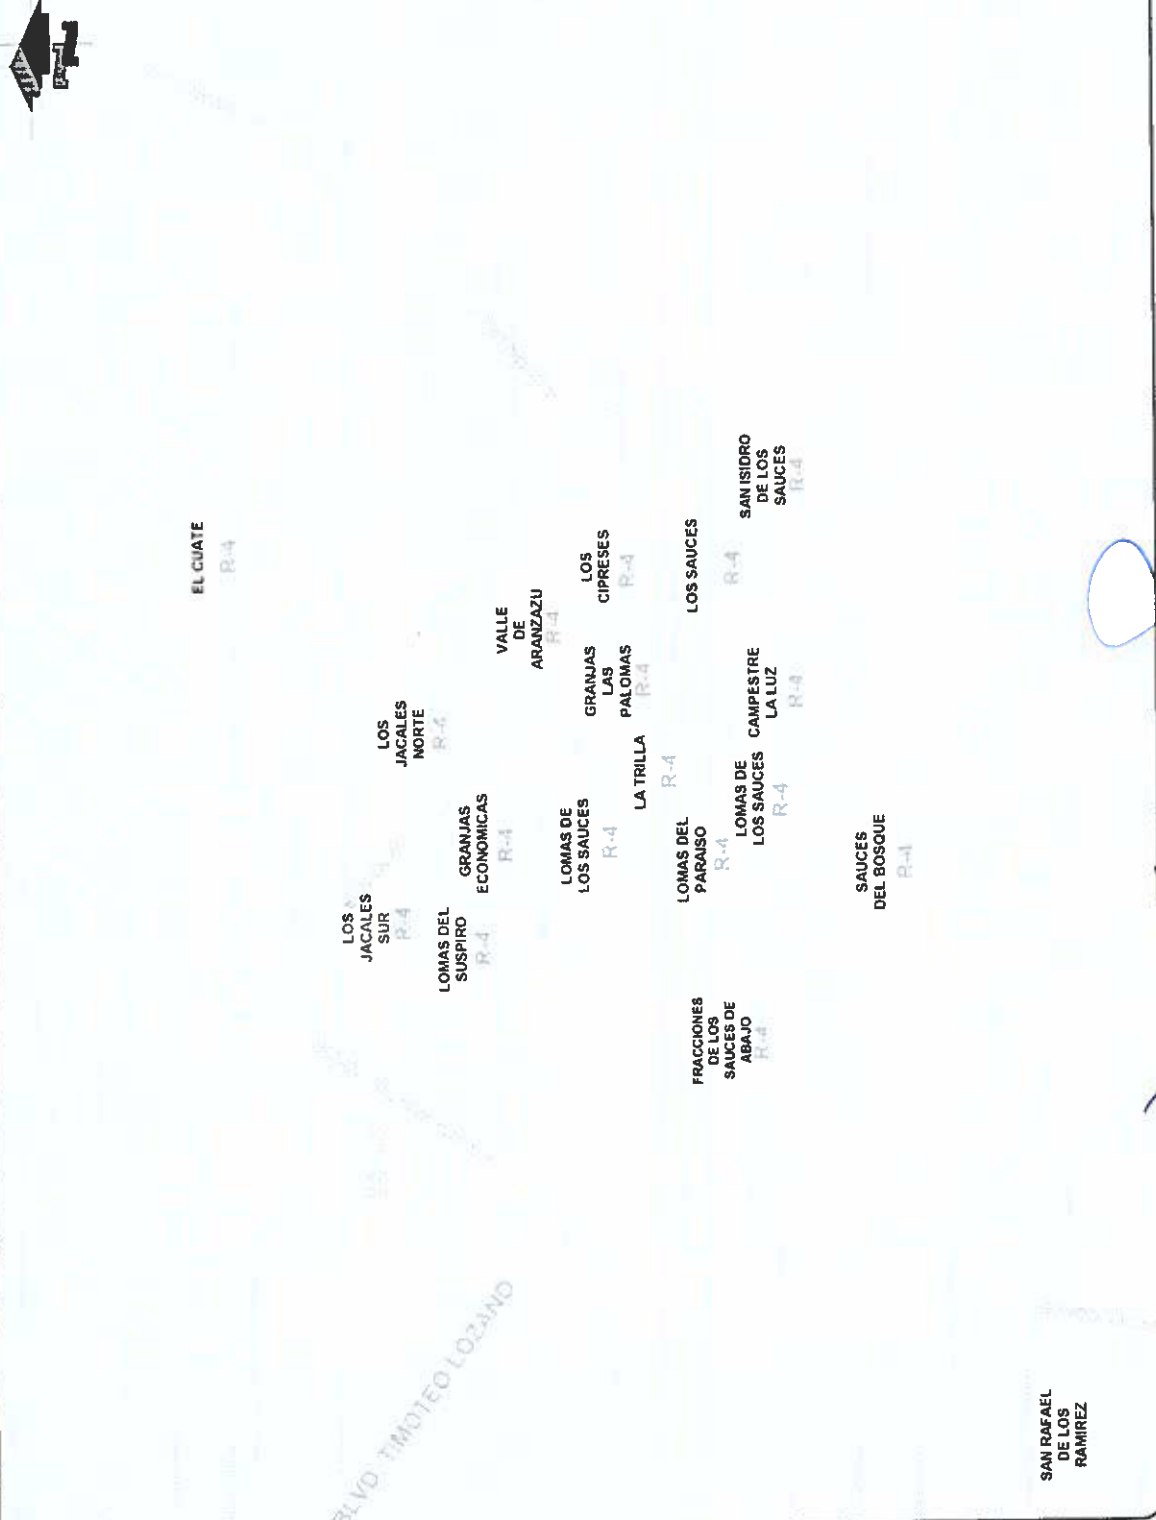 EL CUATE
R-4
LOS
JACALES
NORTE
R-4
LOS
JACALES
SUR
R-4
LOMAS DEL
SUSPIRO
R-4
GRANJAS
ECONOMICAS
R-4
VALLE
DE
ARANZAZU
R-4
LOMAS DE
LOS SAUCES
R-4
GRANJAS
LAS
PALOMAS
R-4
LOS
CIPRESES
R-4
LA TRILLA
R-4
LOMAS DEL
PARAISO
R-4
LOS SAUCES
R-4
FRACCIONES
DE LOS
SAUCES DE
ABAJO
R-4
LOMAS DE
LOS SAUCES
R-4
CAMPESTRE
LA LUZ
R-4
SAN ISIDRO
DE LOS
SAUCES
R-4
SAUCES
DEL BOSQUE
R-4
BLVD. TIMOTEO LOZANO
SAN RAFAEL
DE LOS
RAMIREZ